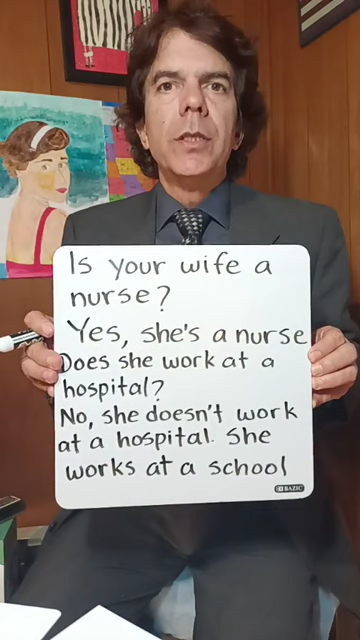 Is your wife a
nurse?
Yes, she's a nurse
Does she work at a
hospital?
No, she doesn't work
at a hospital. She
works at a school
BAZIC